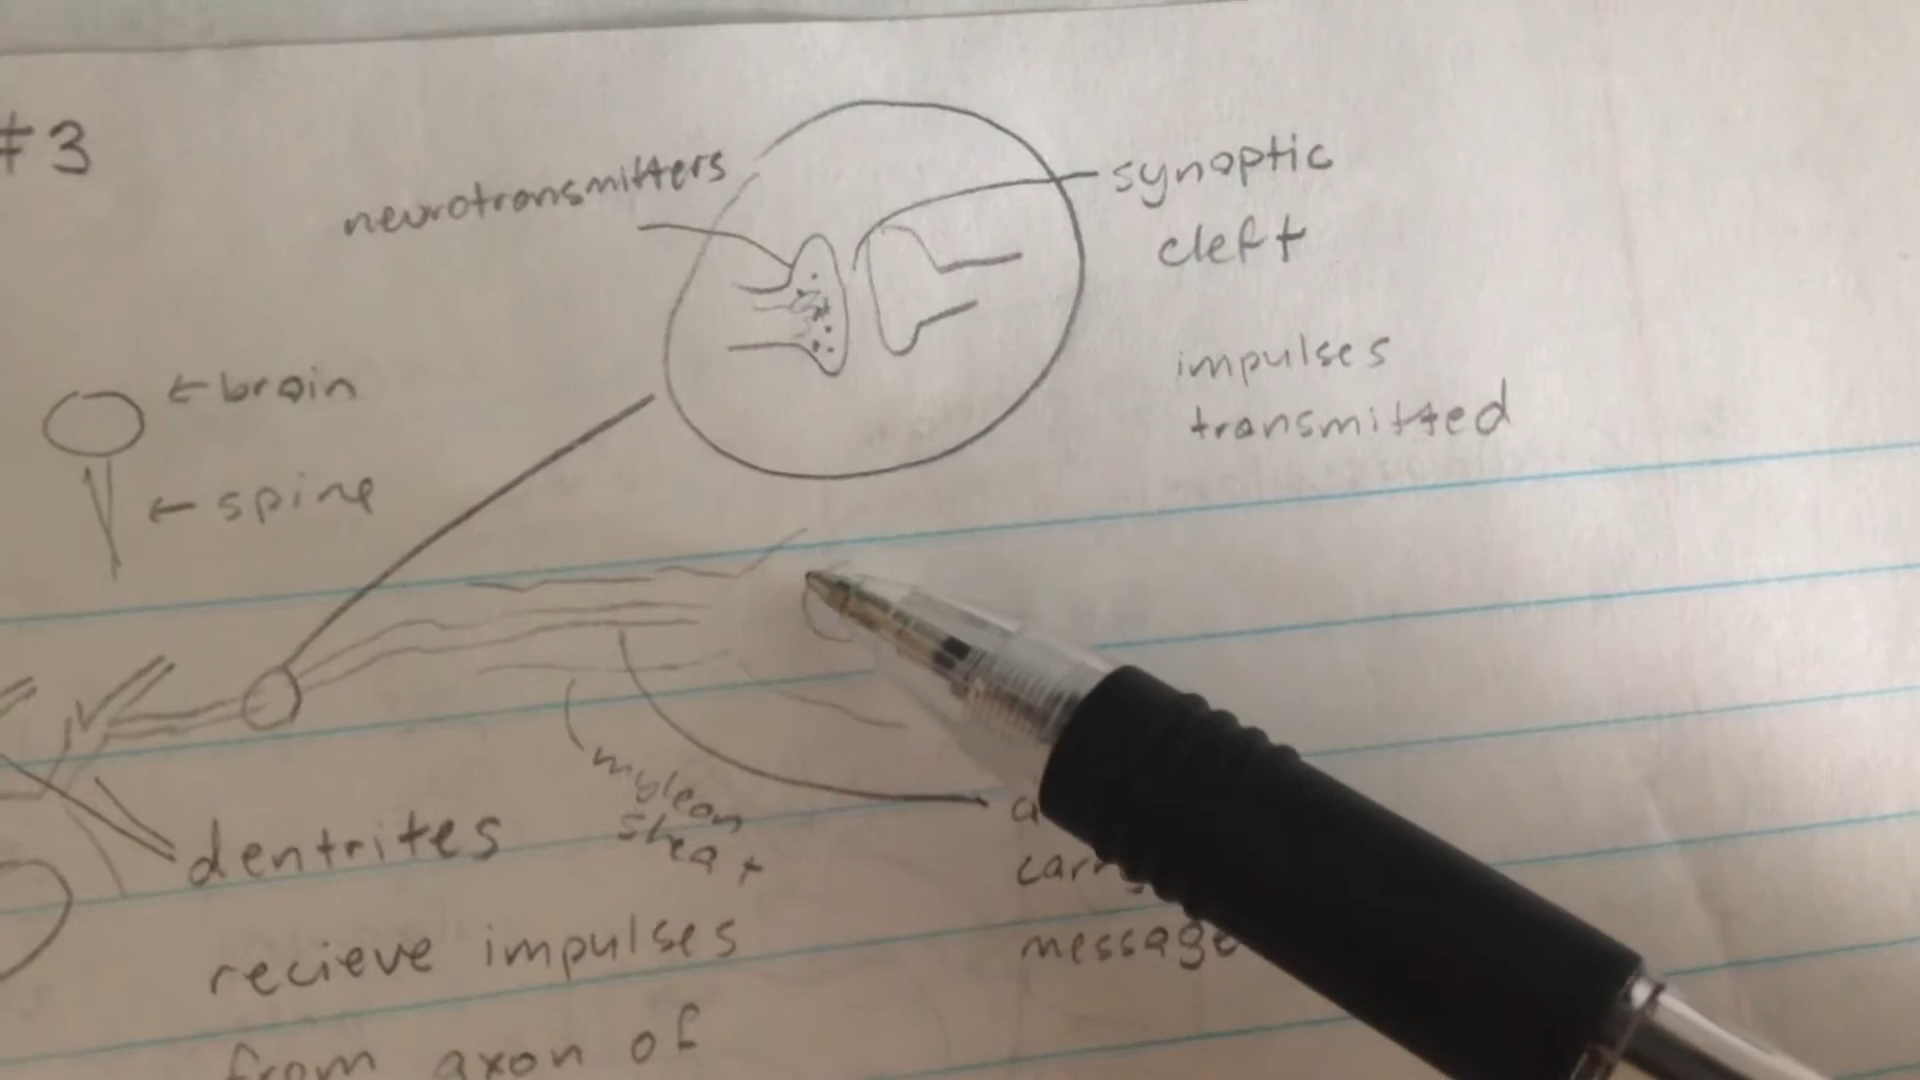 #3
neurotransmitters
synoptic
cleft
impulses
transmitted
←brain
←spine
dentrites
recieve impulses
from axon of
myleon
sheat
message